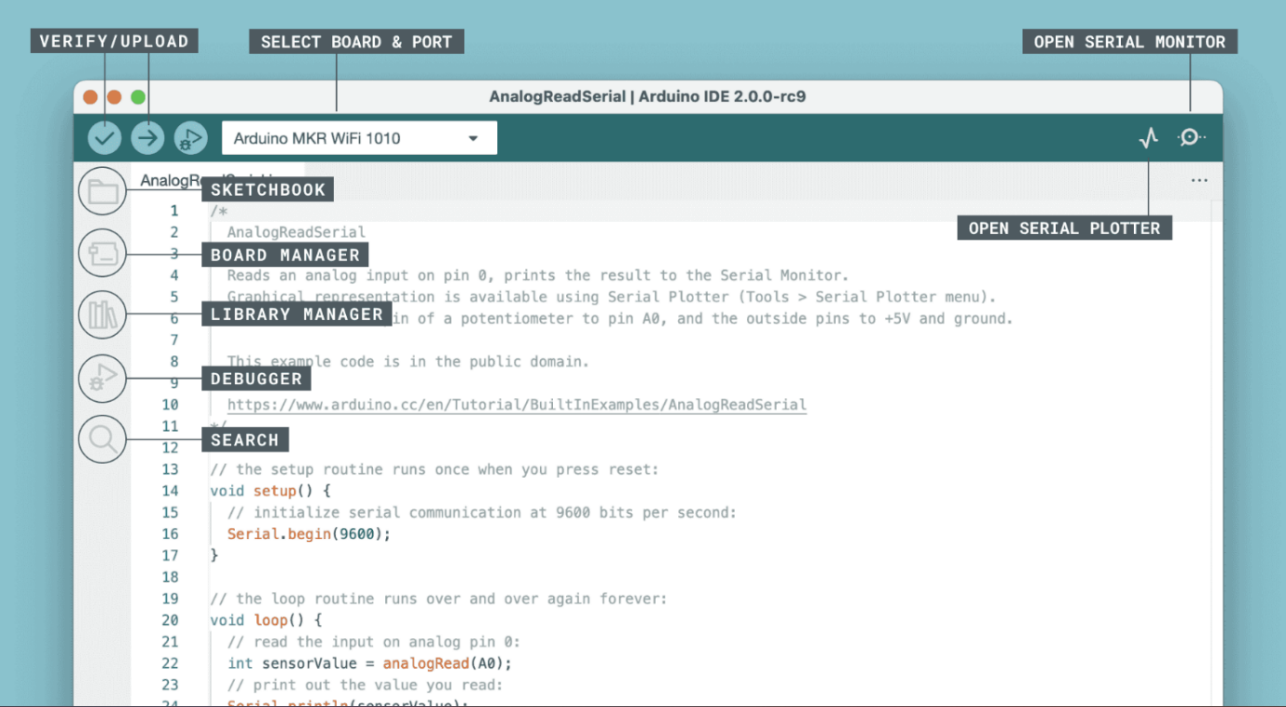 VERIFY/UPLOAD
SELECT BOARD & PORT
OPEN SERIAL MONITOR
AnalogReadSerial | Arduino IDE 2.0.0-rc9
Arduino MKR WiFi 1010
SKETCHBOOK
...
OPEN SERIAL PLOTTER
1 /*
2 AnalogReadSerial
3
BOARD MANAGER
4 Reads an analog input on pin 0, prints the result to the Serial Monitor.
5 Graphical representation is available using Serial Plotter (Tools > Serial Plotter menu).
LIBRARY MANAGER
6 of a potentiometer to pin A0, and the outside pins to +5V and ground.
7
8 This example code is in the public domain.
DEBUGGER
9
10 https://www.arduino.cc/en/Tutorial/BuiltInExamples/AnalogReadSerial
11 */
SEARCH
12
13 // the setup routine runs once when you press reset:
14 void setup() {
15 // initialize serial communication at 9600 bits per second:
16 Serial.begin(9600);
17 }
18
19 // the loop routine runs over and over again forever:
20 void loop() {
21 // read the input on analog pin 0:
22 int sensorValue = analogRead(A0);
23 // print out the value you read:
24 Serial.println(sensorValue);